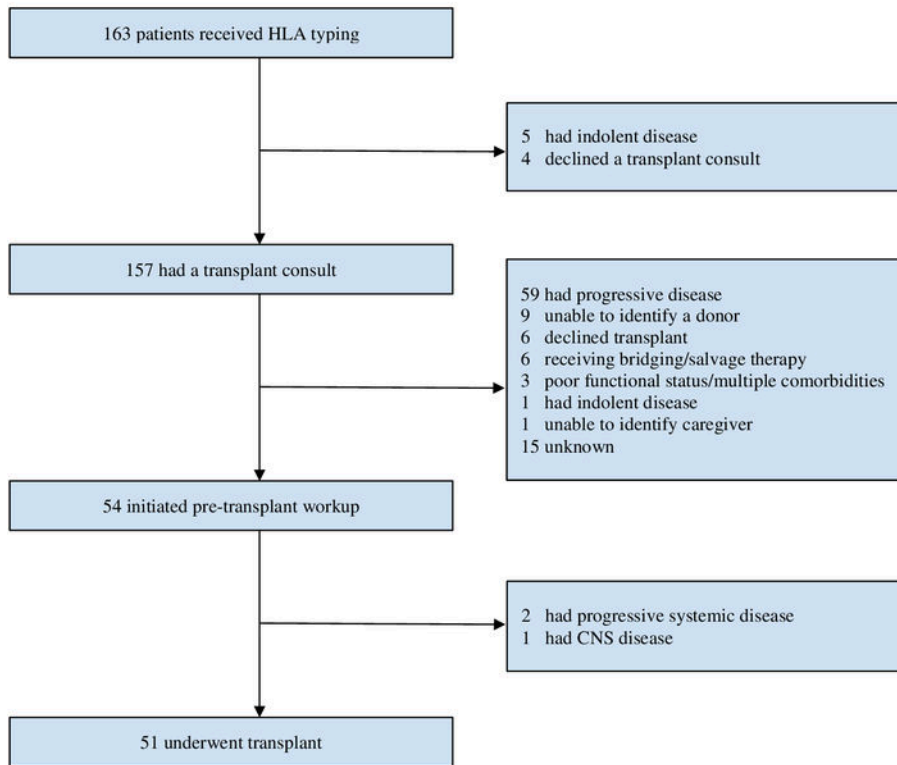 163 patients received HLA typing
5 had indolent disease
4 declined a transplant consult
157 had a transplant consult
59 had progressive disease
9 unable to identify a donor
6 declined transplant
6 receiving bridging/salvage therapy
3 poor functional status/multiple comorbidities
1 had indolent disease
1 unable to identify caregiver
15 unknown
54 initiated pre-transplant workup
2 had progressive systemic disease
1 had CNS disease
51 underwent transplant